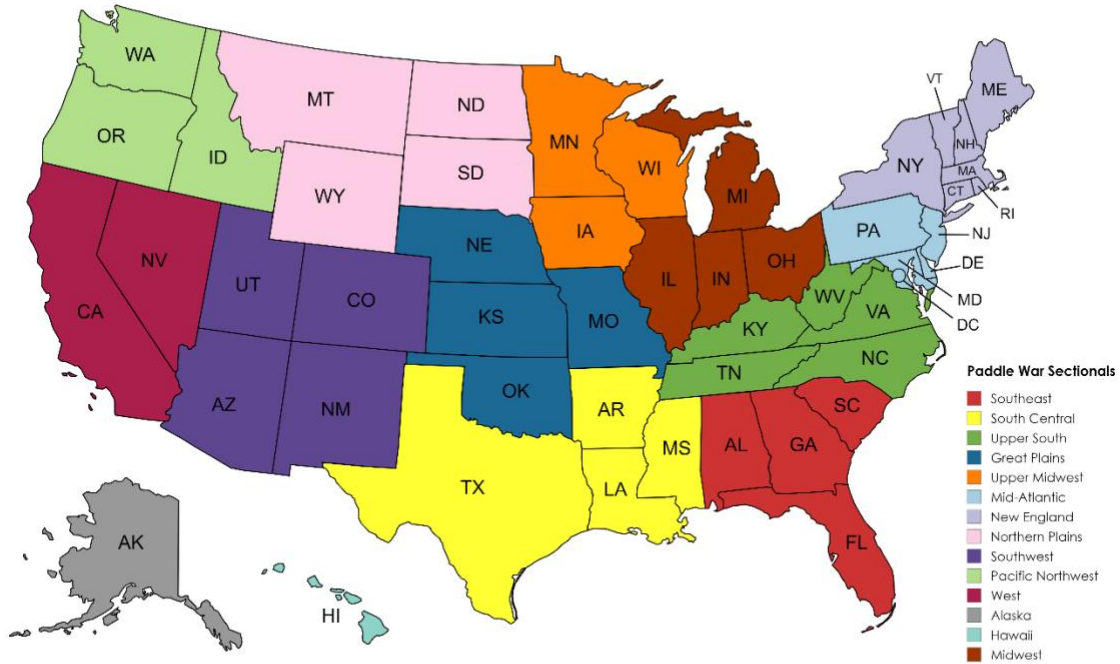 WA
OR
ID
MT
ND
SD
WY
MN
WI
IA
MI
IL
IN
OH
VT
ME
NH
NY
MA
CT
RI
PA
NJ
DE
MD
DC
NE
KS
MO
OK
UT
CO
AZ
NM
NV
CA
WV
VA
KY
NC
TN
AR
LA
MS
TX
AL
GA
SC
FL
AK
HI
Paddle War Sectionals
Southeast
South Central
Upper South
Great Plains
Upper Midwest
Mid-Atlantic
New England
Northern Plains
Southwest
Pacific Northwest
West
Alaska
Hawaii
Midwest